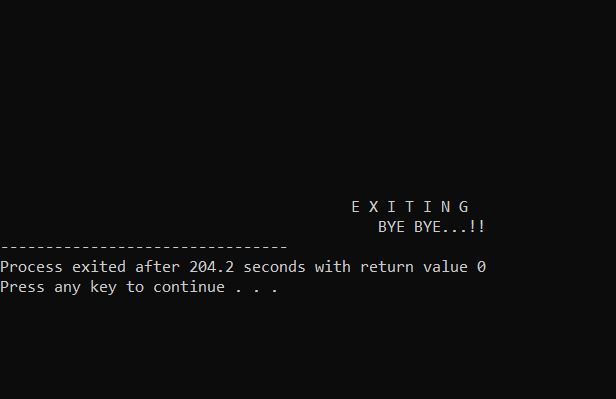 E X I T I N G
BYE BYE...!!
--------------------------------
Process exited after 204.2 seconds with return value 0
Press any key to continue . . .